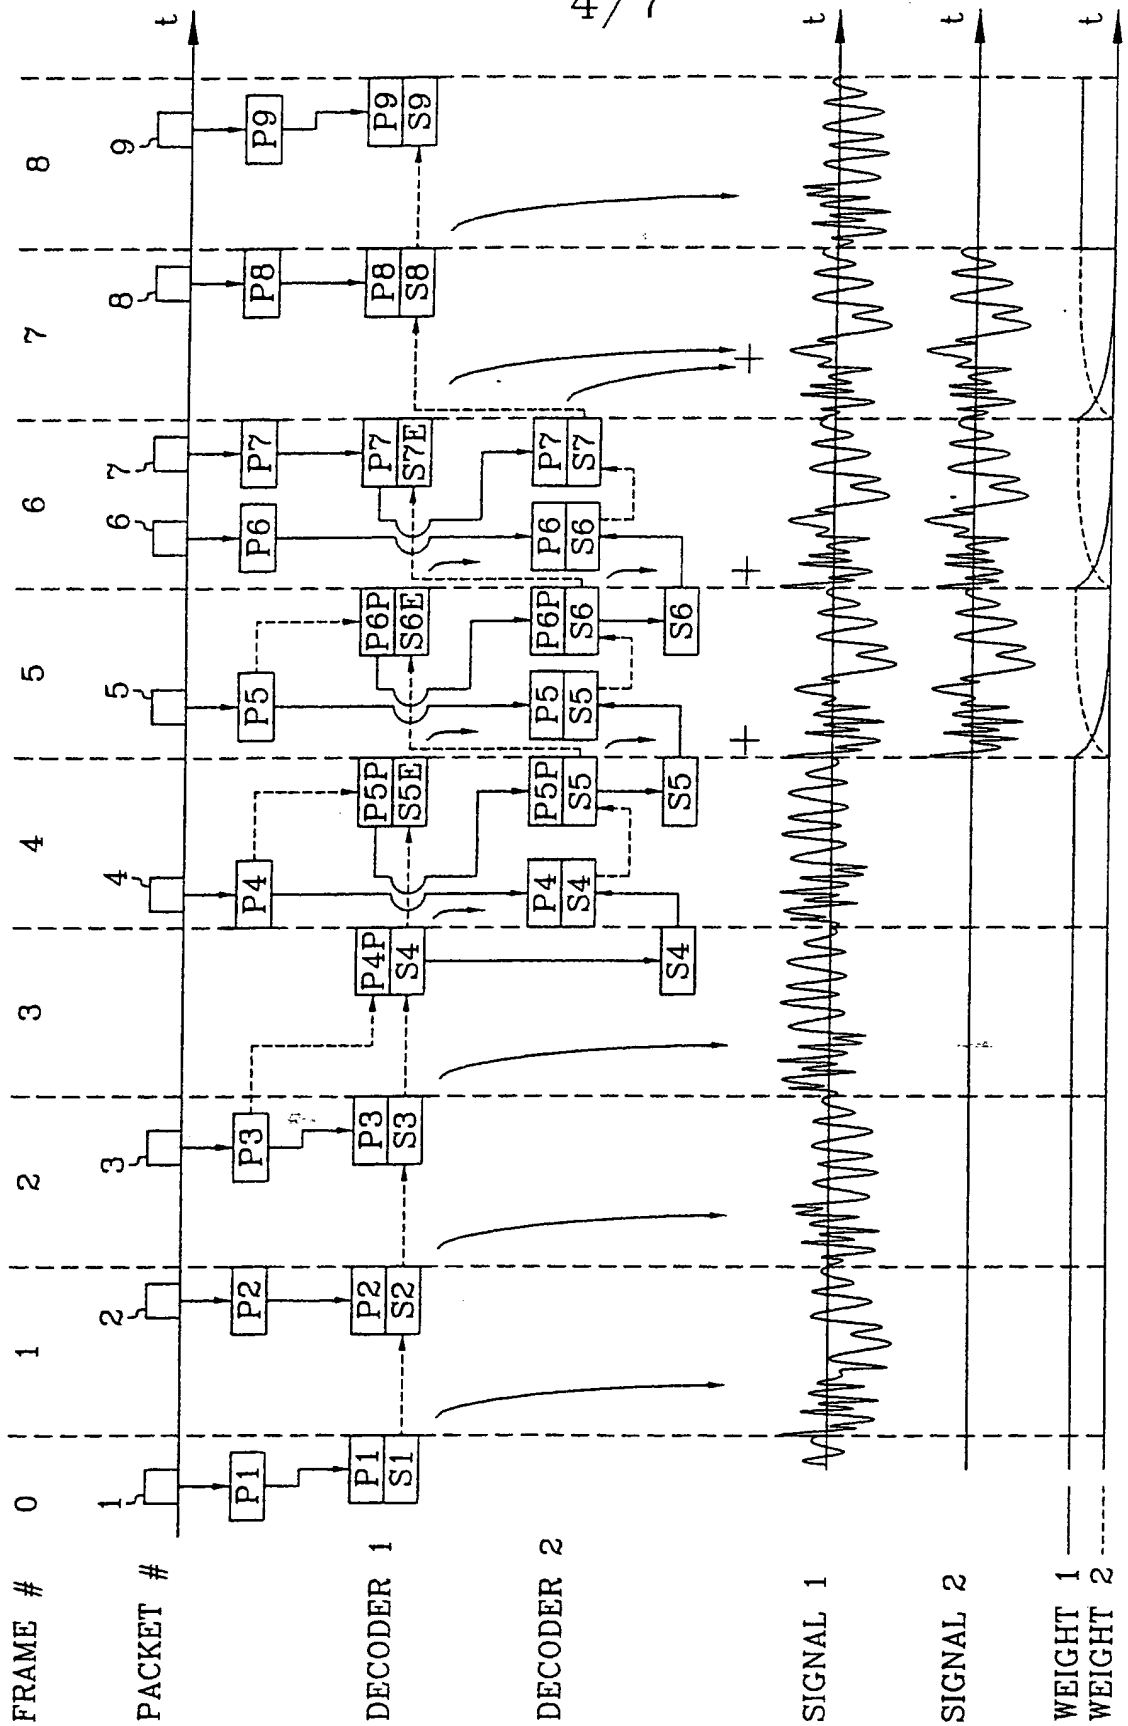 4/7
FRAME # 0 1 2 3 4 5 6 7 8
PACKET # 1 2 3 4 5 6 7 8 9 t
P1 P2 P3 P4 P5 P6 P7 P8 P9
DECODER 1
P1 P2 P3 P4P P5P P6P P7 P8 P9
S1 S2 S3 S4 S5E S6E S7E S8 S9
DECODER 2
P4 P5P P5 P6P P6 P7
S4 S5 S5 S6 S6 S7
S4 S5 S6
+ + +
SIGNAL 1 t
SIGNAL 2 t
WEIGHT 1
WEIGHT 2 t